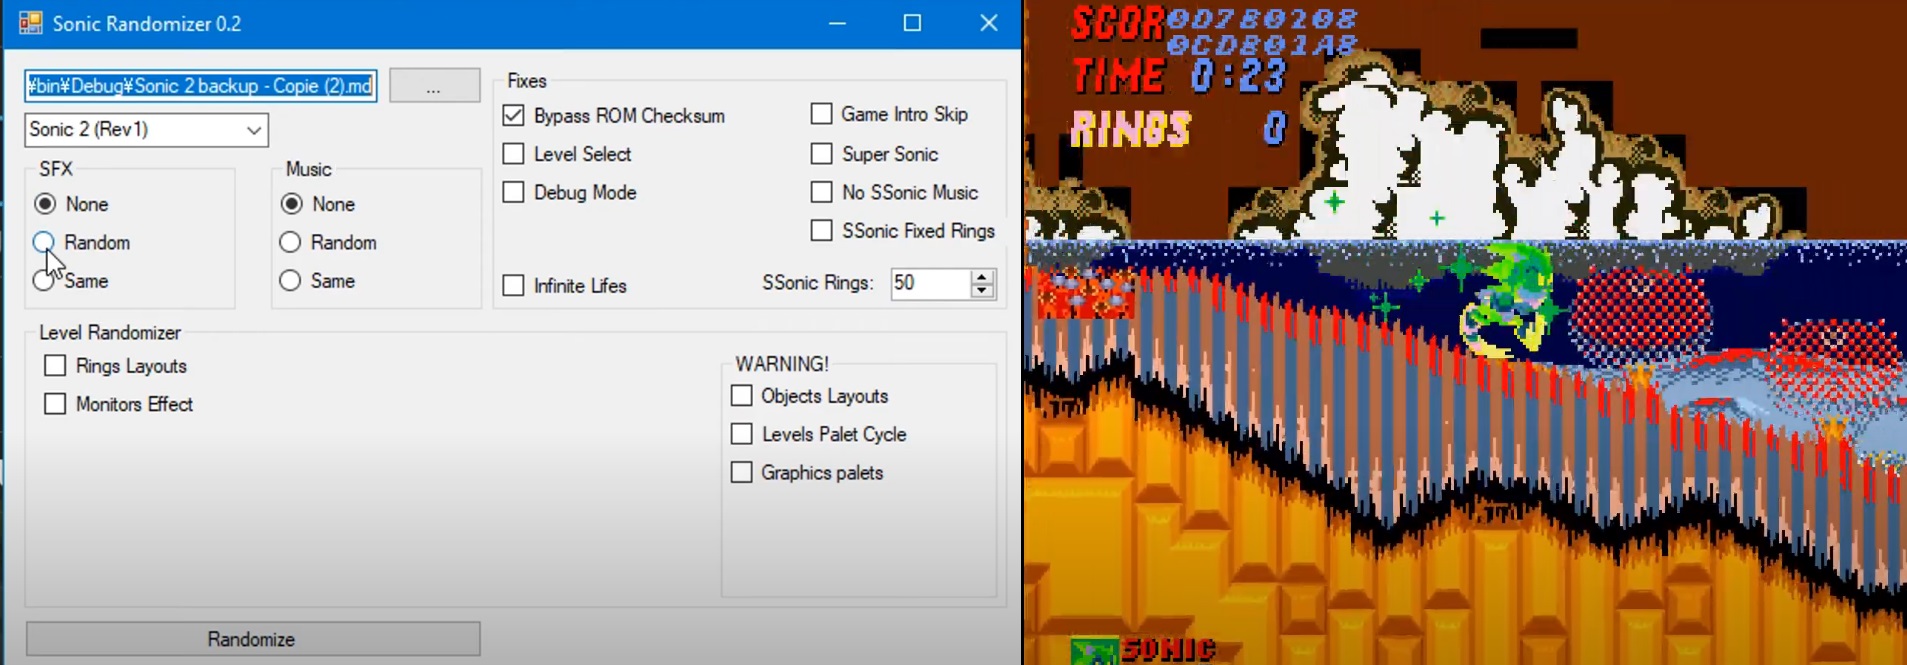 Sonic Randomizer 0.2
¥bin¥Debug¥Sonic 2 backup - Copie (2).md
...
Sonic 2 (Rev1)
SFX
None
Random
Same
Music
None
Random
Same
Fixes
Bypass ROM Checksum
Level Select
Debug Mode
Infinite Lifes
Game Intro Skip
Super Sonic
No SSonic Music
SSonic Fixed Rings
SSonic Rings: 50
Level Randomizer
Rings Layouts
Monitors Effect
WARNING!
Objects Layouts
Levels Palet Cycle
Graphics palets
Randomize
SCOR 0D780208
0CD801A8
TIME 0:23
RINGS 0
SONIC